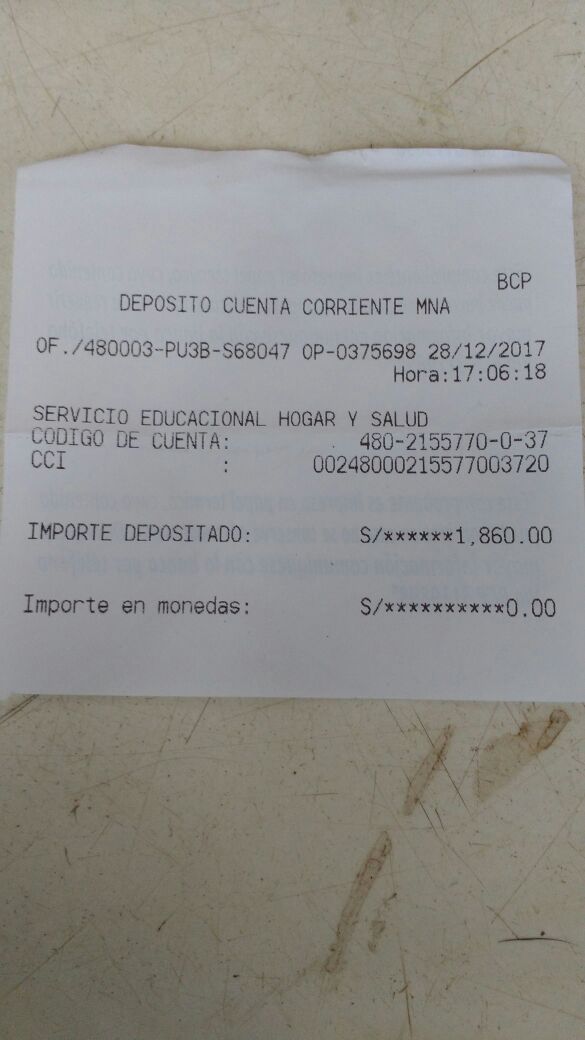 BCP
DEPOSITO CUENTA CORRIENTE MNA
OF./480003-PU3B-S68047 OP-0375698 28/12/2017
Hora:17:06:18
SERVICIO EDUCACIONAL HOGAR Y SALUD
CODIGO DE CUENTA: 480-2155770-0-37
CCI : 00248000215577003720
IMPORTE DEPOSITADO: S/******1,860.00
Importe en monedas: S/**********0.00